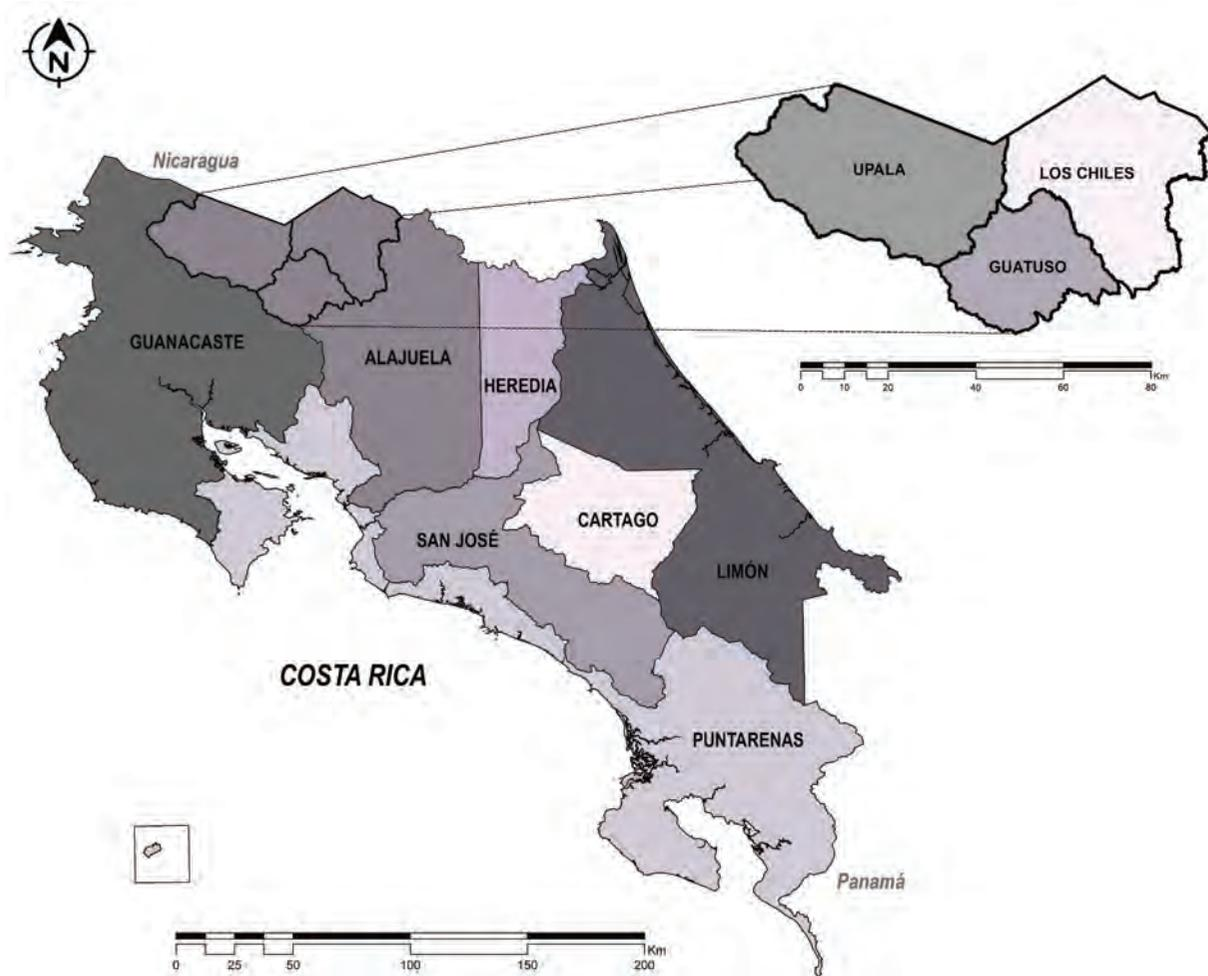 N
Nicaragua
UPALA
LOS CHILES
GUATUSO
0 10 20 40 60 80
Km
GUANACASTE
ALAJUELA
HEREDIA
CARTAGO
SAN JOSÉ
LIMÓN
COSTA RICA
PUNTARENAS
Panamá
Km
0 25 50 100 150 200